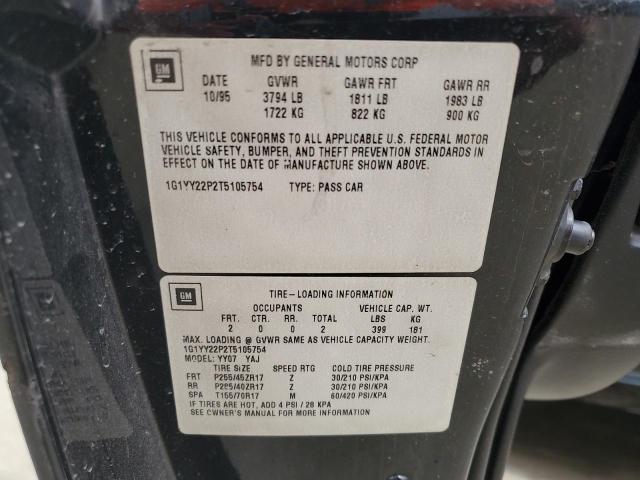 MFD BY GENERAL MOTORS CORP
GM
DATE GVWR GAWR FRT GAWR RR
10/95 3794 LB 1811 LB 1983 LB
1722 KG 822 KG 900 KG
THIS VEHICLE CONFORMS TO ALL APPLICABLE U.S. FEDERAL MOTOR
VEHICLE SAFETY, BUMPER, AND THEFT PREVENTION STANDARDS IN
EFFECT ON THE DATE OF MANUFACTURE SHOWN ABOVE.
1G1YY22P2T5105754 TYPE: PASS CAR
GM
TIRE-LOADING INFORMATION
OCCUPANTS VEHICLE CAP. WT.
FRT. CTR. RR. TOTAL LBS KG
2 0 0 2 399 181
MAX. LOADING @ GVWR SAME AS VEHICLE CAPACITY WEIGHT.
1G1YY22P2T5105754
MODEL: YY07 YAJ
TIRE SIZE SPEED RTG COLD TIRE PRESSURE
FRT P255/45ZR17 Z 30/210 PSI/KPA
RR P285/40ZR17 Z 30/210 PSI/KPA
SPA T155/70R17 M 60/420 PSI/KPA
IF TIRES ARE HOT, ADD 4 PSI / 28 KPA
SEE OWNER'S MANUAL FOR MORE INFORMATION